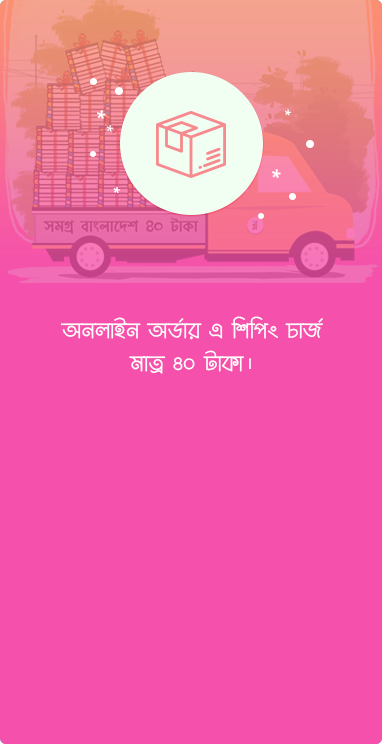 সমগ্র বাংলাদেশ ৪০ টাকা
র
অনলাইন অর্ডার এ শিপিং চার্জ
মাত্র ৪০ টাকা।